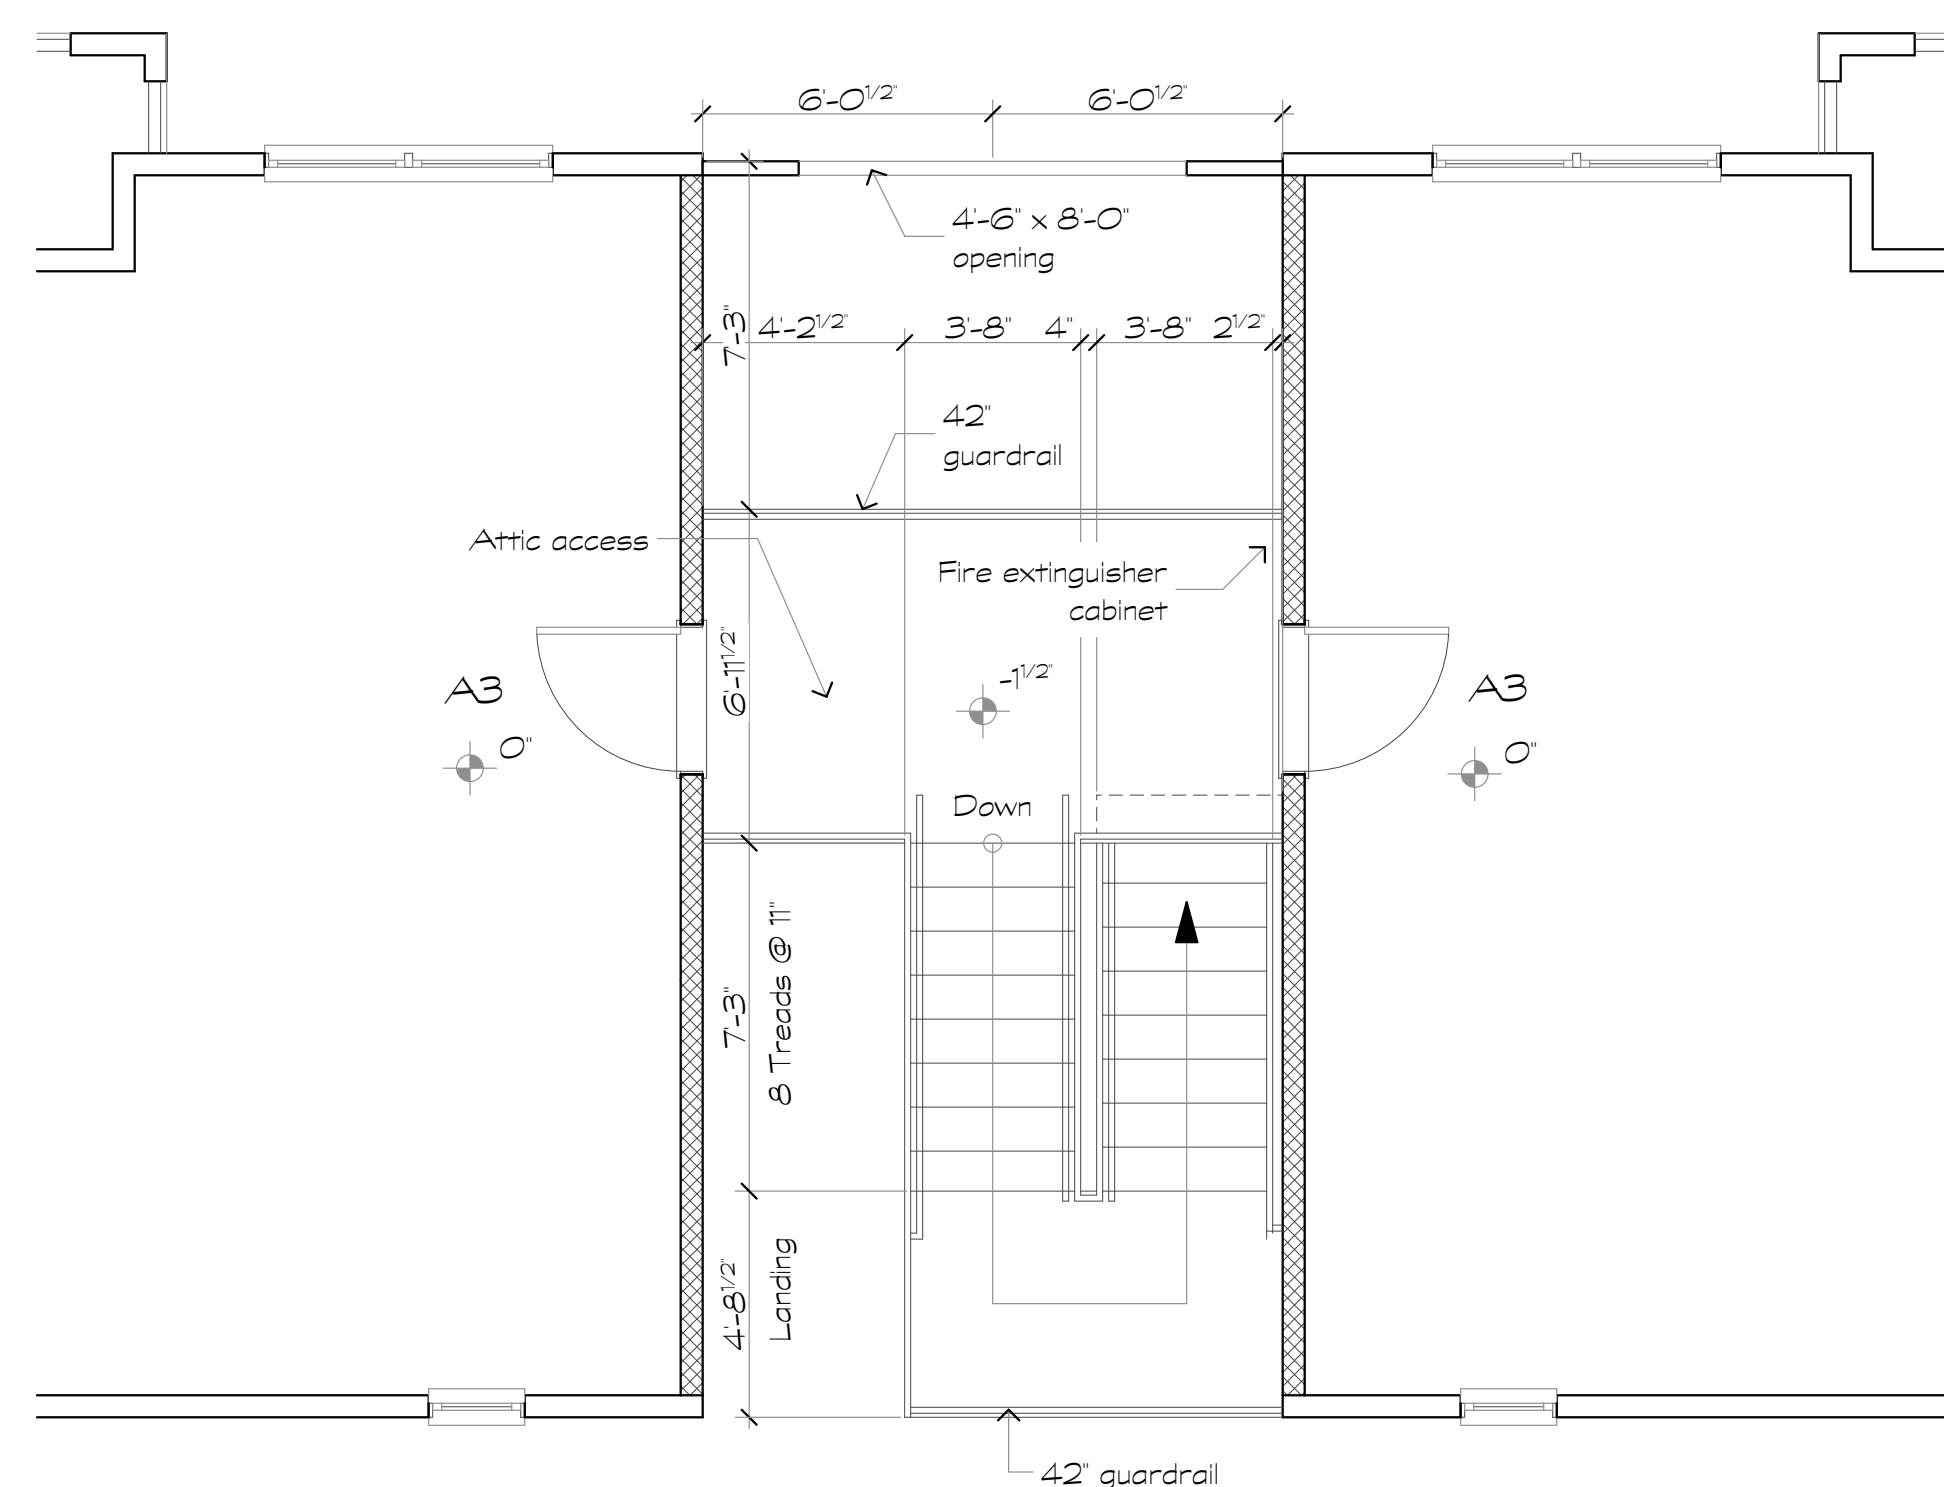 6'-0 1/2" 6'-0 1/2"
4'-6" x 8'-0"
opening
7'-3"
4'-2 1/2" 3'-8" 4" 3'-8" 2 1/2"
42"
guardrail
Attic access
Fire extinguisher
cabinet
6'-11 1/2"
-1 1/2"
A3
0"
A3
0"
Down
7'-3"
8 Treads @ 11"
4'-8 1/2"
Landing
42" guardrail